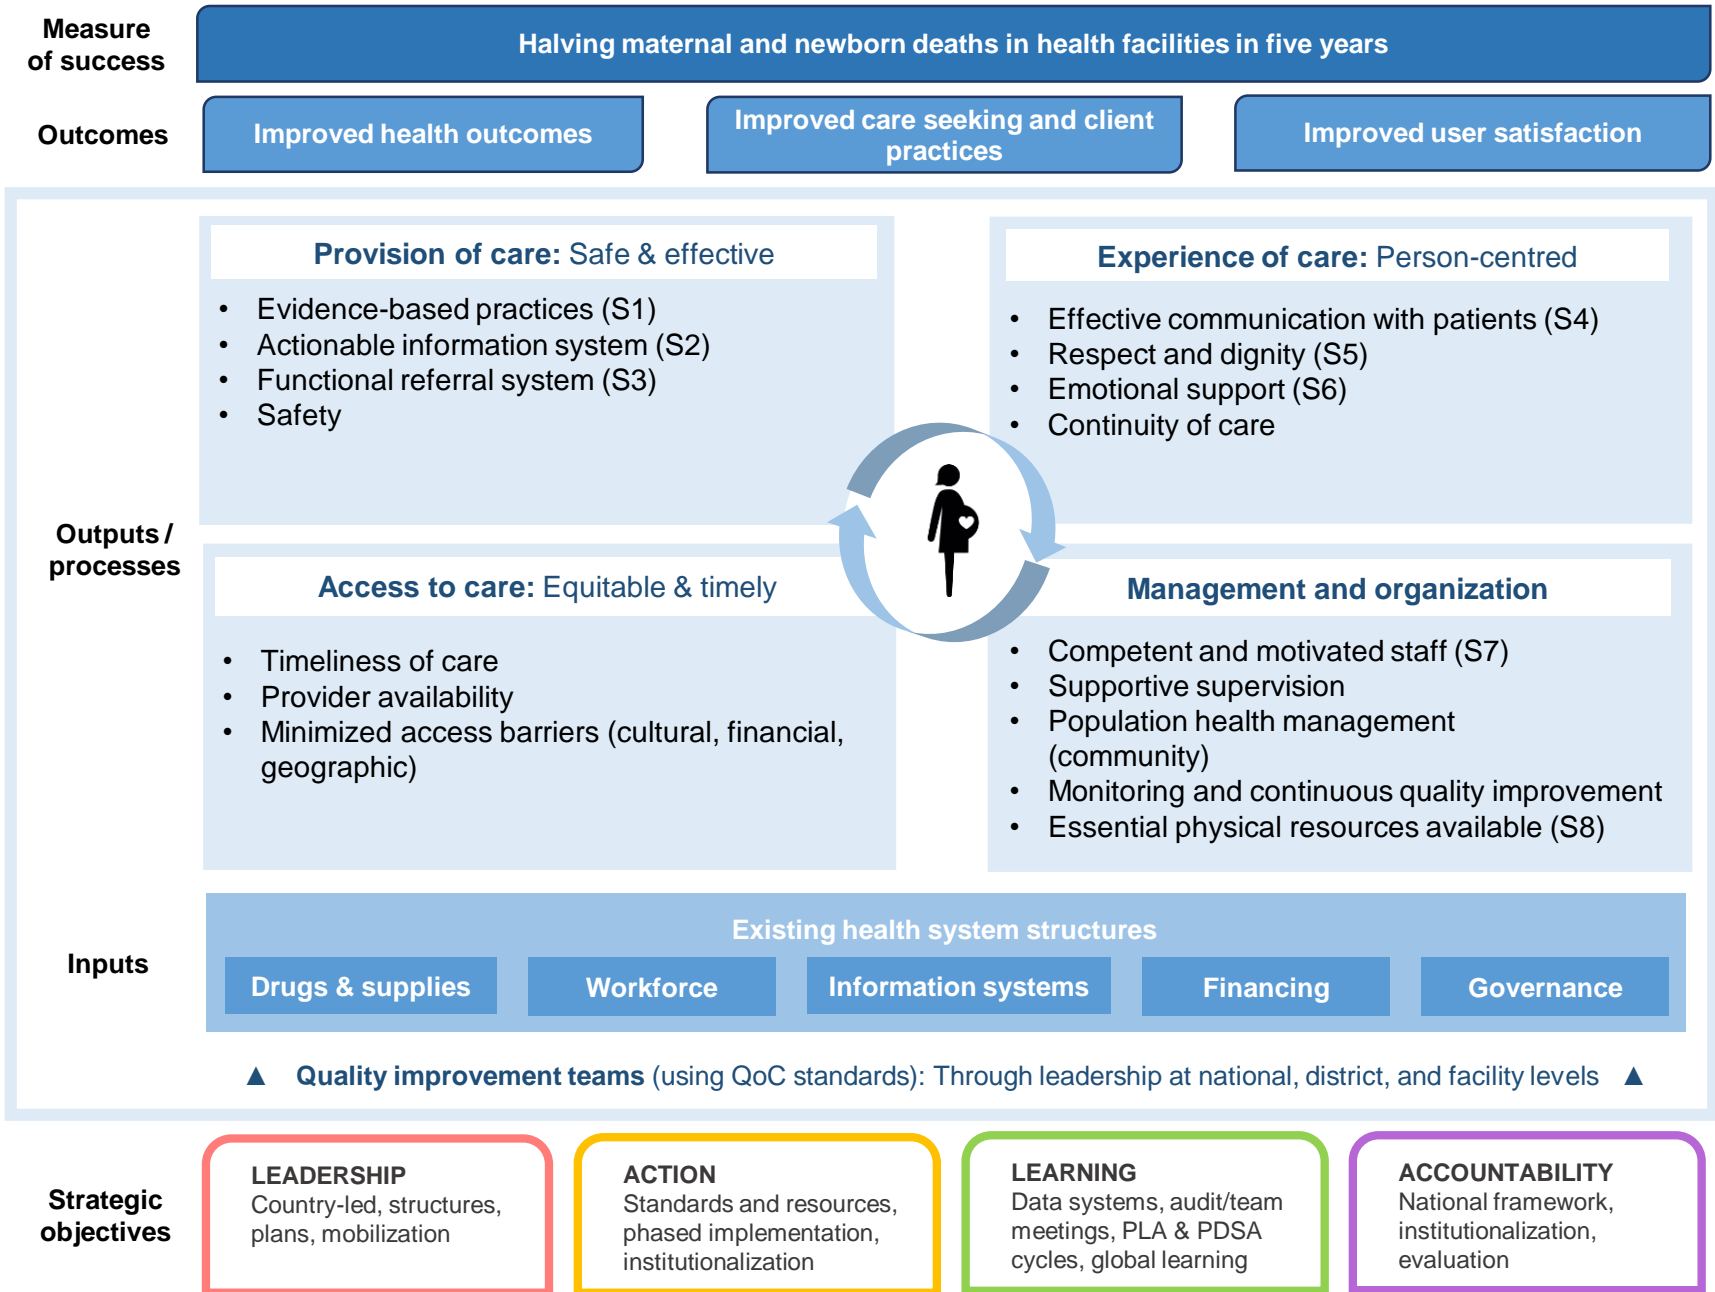 Measure
of success
Halving maternal and newborn deaths in health facilities in five years
Outcomes
Improved health outcomes
Improved care seeking and client
practices
Improved user satisfaction
Outputs /
processes
Provision of care: Safe & effective
• Evidence-based practices (S1)
• Actionable information system (S2)
• Functional referral system (S3)
• Safety
Experience of care: Person-centred
• Effective communication with patients (S4)
• Respect and dignity (S5)
• Emotional support (S6)
• Continuity of care
Access to care: Equitable & timely
• Timeliness of care
• Provider availability
• Minimized access barriers (cultural, financial,
geographic)
Management and organization
• Competent and motivated staff (S7)
• Supportive supervision
• Population health management
(community)
• Monitoring and continuous quality improvement
• Essential physical resources available (S8)
Inputs
Existing health system structures
Drugs & supplies
Workforce
Information systems
Financing
Governance
▲ Quality improvement teams (using QoC standards): Through leadership at national, district, and facility levels ▲
Strategic
objectives
LEADERSHIP
Country-led, structures,
plans, mobilization
ACTION
Standards and resources,
phased implementation,
institutionalization
LEARNING
Data systems, audit/team
meetings, PLA & PDSA
cycles, global learning
ACCOUNTABILITY
National framework,
institutionalization,
evaluation